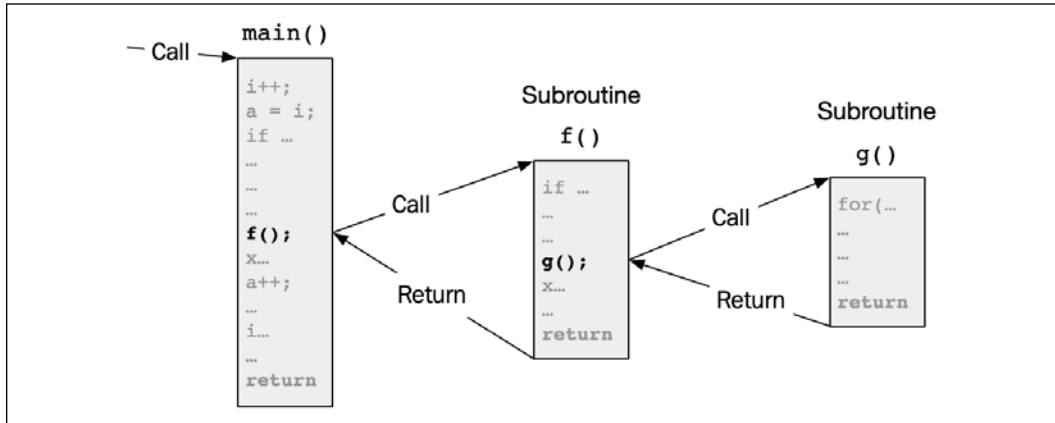 main()
Call
i++;
a = i;
if …
…
…
…
f();
x…
a++;
…
i…
…
return
Subroutine
f()
Call
Return
if …
…
…
g();
x…
…
return
Subroutine
g()
Call
Return
for(…
…
…
…
return